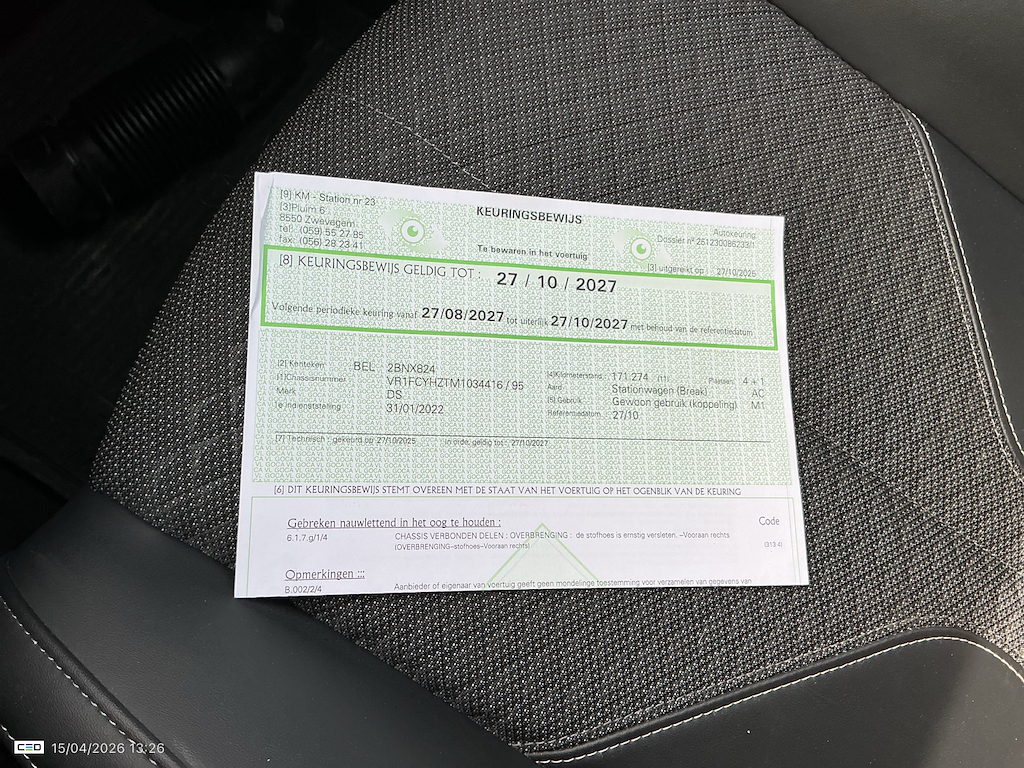 [9] KM - Station nr 23
[3]Pluim 6
8550 Zwevegem
tel: (059) 55 27 85
fax: (056) 28 23 41
KEURINGSBEWIJS
Te bewaren in het voertuig
Autokeuring
Dossier nº 251230086233/1
[3] uitgereikt op 27/10/2025
[8] KEURINGSBEWIJS GELDIG TOT : 27 / 10 / 2027
Volgende periodieke keuring vanaf 27/08/2027 tot uiterlijk 27/10/2027 met behoud van de referentiedatum
[2] Kenteken BEL 2BNX824
[1]Chassisnummer VR1FCYHZTM1034416 / 95
Merk DS
1e indienststelling 31/01/2022
[4]Kilometerstand 171.274 Plaatsen 4 + 1
Aard Stationwagen (Break) AC
[5] Gebruik Gewoon gebruik (koppeling) M1
Referentiedatum 27/10
[7] Technisch : gekeurd op 27/10/2025 in orde, geldig tot : 27/10/2027
[6] DIT KEURINGSBEWIJS STEMT OVEREEN MET DE STAAT VAN HET VOERTUIG OP HET OGENBLIK VAN DE KEURING
Gebreken nauwlettend in het oog te houden : Code
6.1.7.g/1/4 CHASSIS VERBONDEN DELEN : OVERBRENGING : de stofhoes is ernstig versleten. -Vooraan rechts
(OVERBRENGING-stofhoes-Vooraan rechts) (313 4)
Opmerkingen :::
B.002/2/4 Aanbieder of eigenaar van voertuig geeft geen mondelinge toestemming voor verzamelen van gegevens van
CEO 15/04/2026 13:26